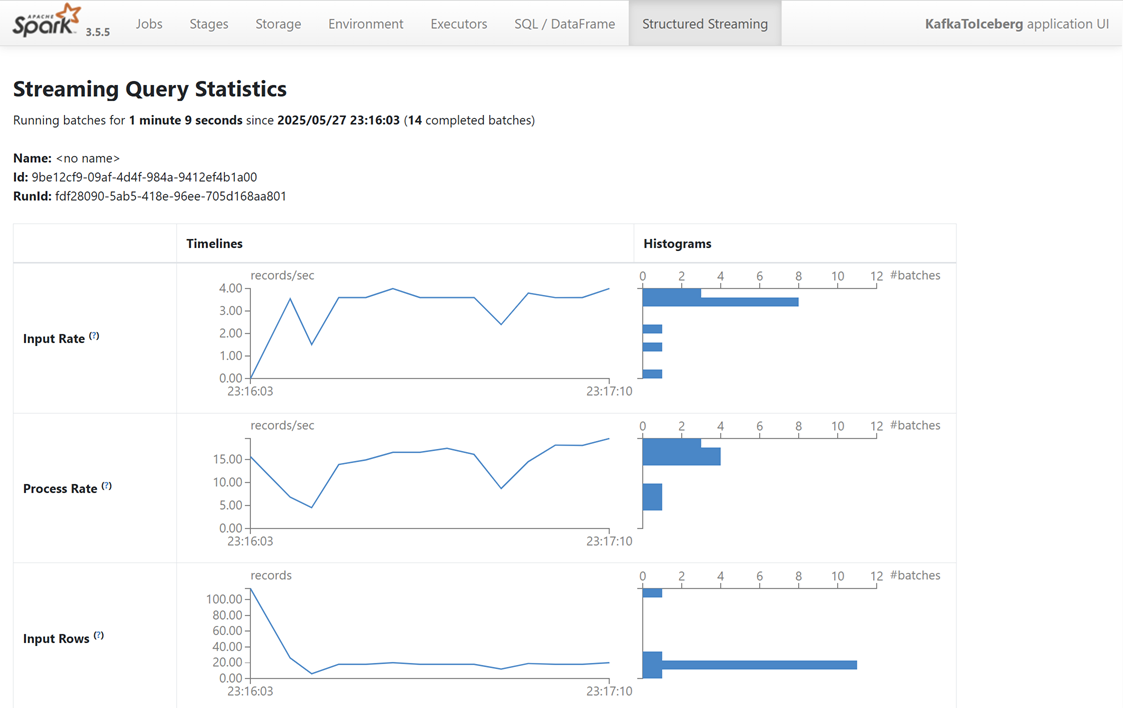 APACHE
Spark 3.5.5 Jobs Stages Storage Environment Executors SQL / DataFrame Structured Streaming KafkaToIceberg application UI
Streaming Query Statistics
Running batches for 1 minute 9 seconds since 2025/05/27 23:16:03 (14 completed batches)
Name: <no name>
Id: 9be12cf9-09af-4d4f-984a-9412ef4b1a00
RunId: fdf28090-5ab5-418e-96ee-705d168aa801
Timelines Histograms
records/sec 0 2 4 6 8 10 12 #batches
4.00
3.00
Input Rate (?) 2.00
1.00
0.00
23:16:03 23:17:10
records/sec 0 2 4 6 8 10 12 #batches
15.00
Process Rate (?) 10.00
5.00
0.00
23:16:03 23:17:10
records 0 2 4 6 8 10 12 #batches
100.00
80.00
Input Rows (?) 60.00
40.00
20.00
0.00
23:16:03 23:17:10